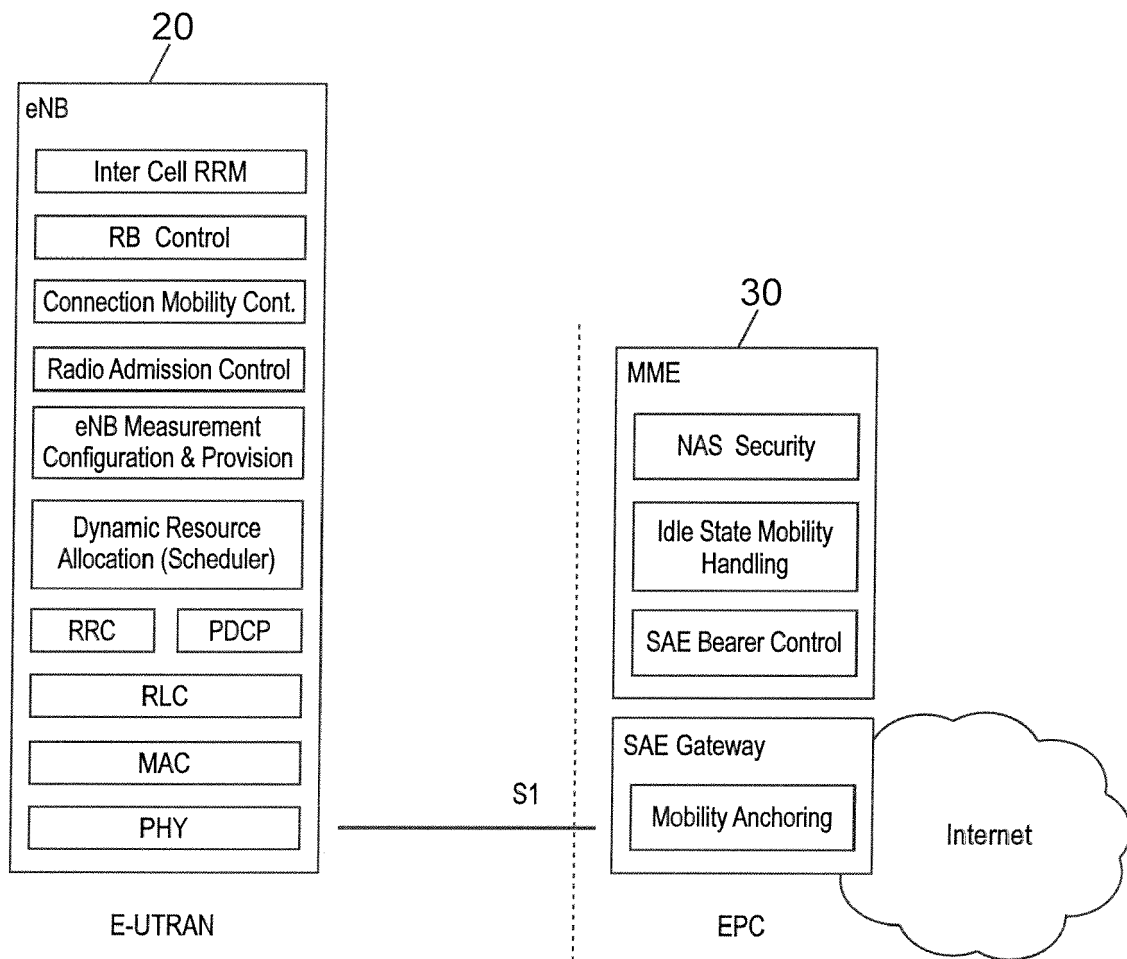 20
eNB
Inter Cell RRM
RB Control
Connection Mobility Cont.
Radio Admission Control
eNB Measurement
Configuration & Provision
Dynamic Resource
Allocation (Scheduler)
RRC
PDCP
RLC
MAC
PHY
E-UTRAN
S1
30
MME
NAS Security
Idle State Mobility
Handling
SAE Bearer Control
SAE Gateway
Mobility Anchoring
EPC
Internet